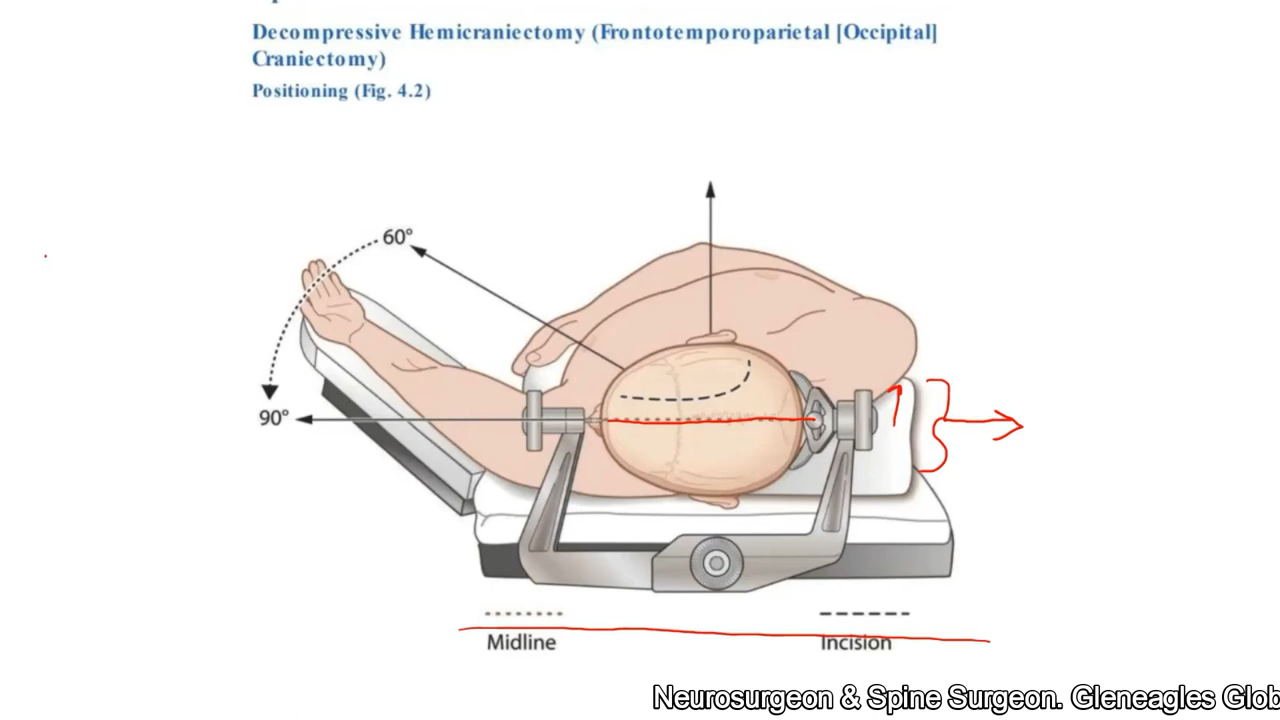 Decompressive Hemicraniectomy (Frontotemporoparietal [Occipital]
Craniectomy)
Positioning (Fig. 4.2)
60°
90°
Midline
Incision
Neurosurgeon & Spine Surgeon. Gleneagles Glob